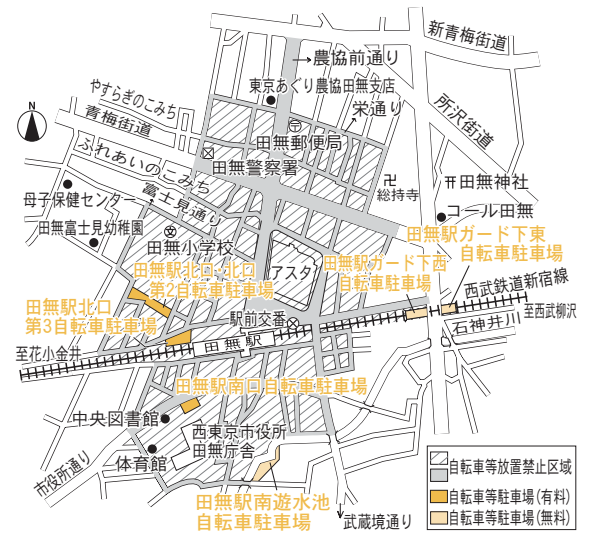 新青梅街道
農協前通り
東京あぐり農協田無支店
栄通り
やすらぎのこみち
青梅街道
所沢街道
N
田無郵便局
ふれあいのこみち
田無警察署
卍
総持寺
田無神社
母子保健センター
富士見通り
コール田無
田無富士見幼稚園
文
田無小学校
田無駅ガード下東
自転車駐車場
田無駅北口・北口
第2自転車駐車場
アスタ
田無駅ガード下西
自転車駐車場
西武鉄道新宿線
田無駅北口
第3自転車駐車場
駅前交番
至西武柳沢
石神井川
至花小金井
田無駅
田無駅南口自転車駐車場
中央図書館
西東京市役所
田無庁舎
体育館
市役所通り
田無駅南遊水池
自転車駐車場
武蔵境通り
自転車等放置禁止区域
自転車等駐車場(有料)
自転車等駐車場(無料)